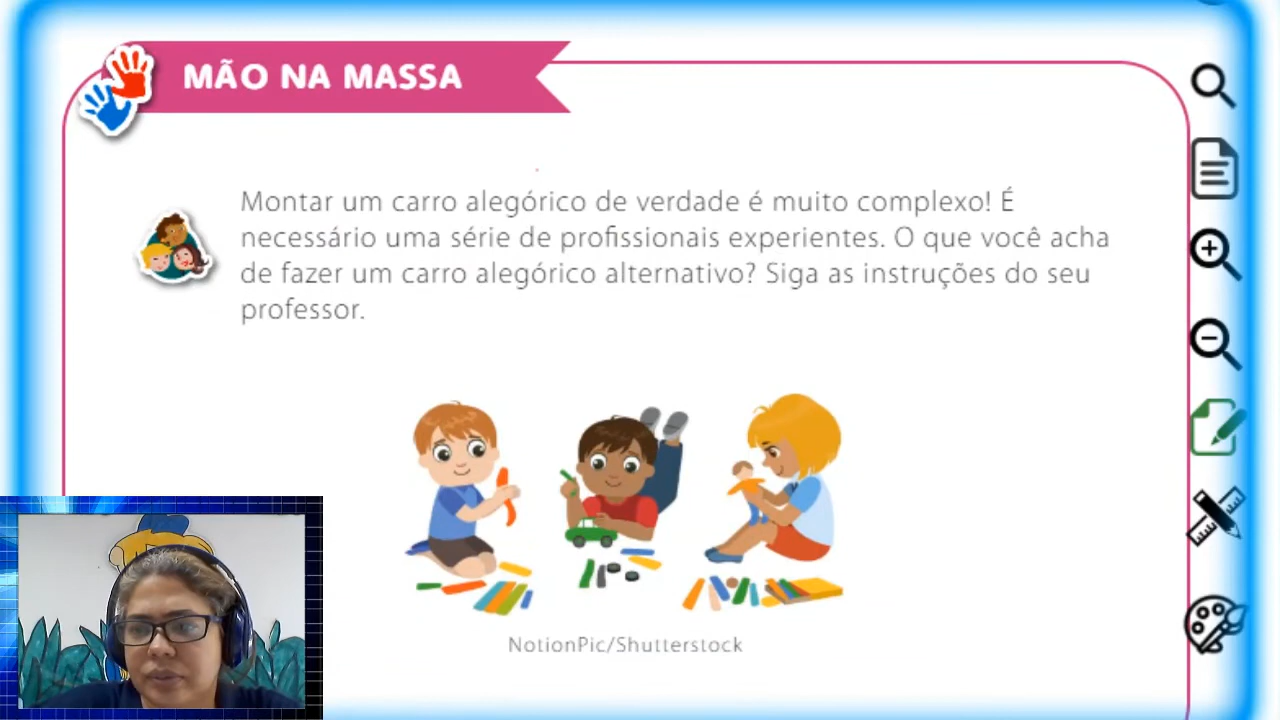 MÃO NA MASSA
Montar um carro alegórico de verdade é muito complexo! É
necessário uma série de profissionais experientes. O que você acha
de fazer um carro alegórico alternativo? Siga as instruções do seu
professor.
NotionPic/Shutterstock